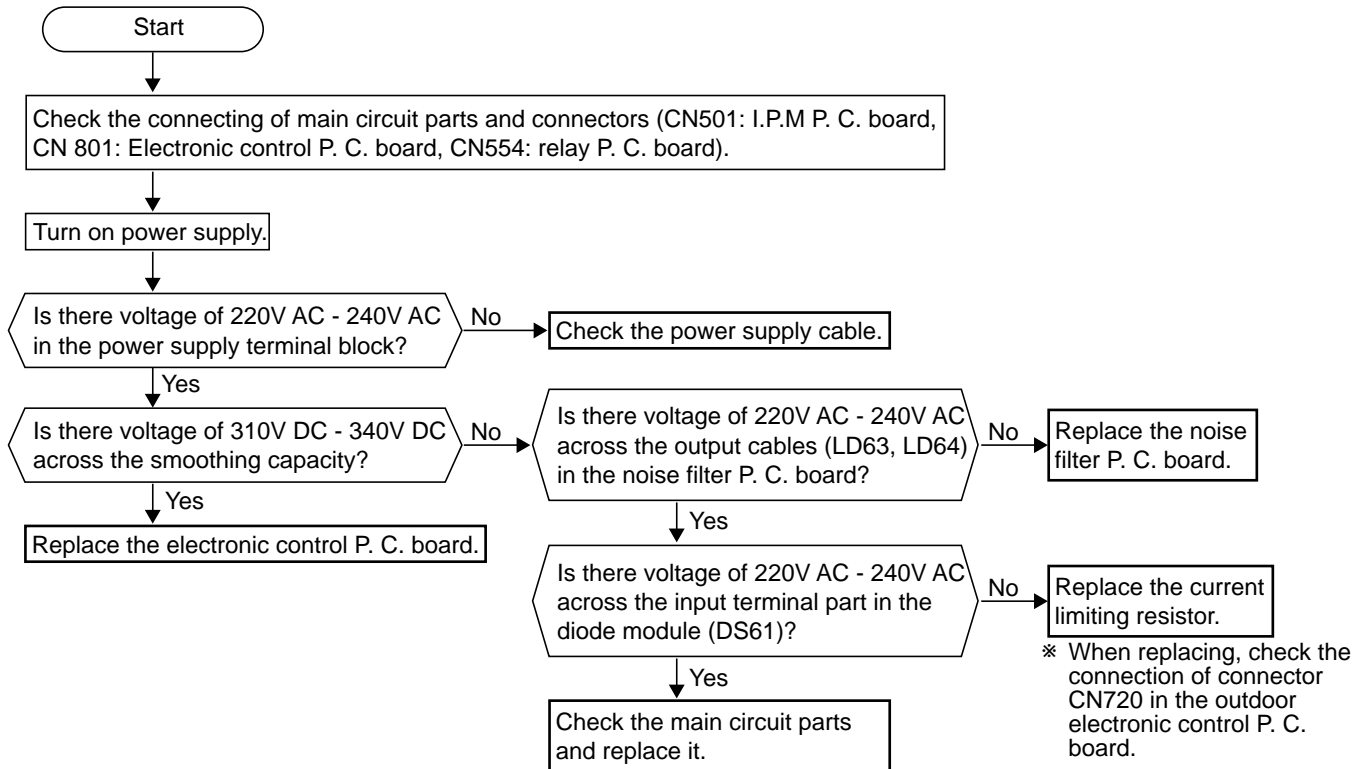 Start
Check the connecting of main circuit parts and connectors (CN501: I.P.M P. C. board,
CN 801: Electronic control P. C. board, CN554: relay P. C. board).
Turn on power supply.
Is there voltage of 220V AC - 240V AC
in the power supply terminal block?
No
Check the power supply cable.
Yes
Is there voltage of 310V DC - 340V DC
across the smoothing capacity?
No
Is there voltage of 220V AC - 240V AC
across the output cables (LD63, LD64)
in the noise filter P. C. board?
No
Replace the noise
filter P. C. board.
Yes
Replace the electronic control P. C. board.
Yes
Is there voltage of 220V AC - 240V AC
across the input terminal part in the
diode module (DS61)?
No
Replace the current
limiting resistor.
※ When replacing, check the
connection of connector
CN720 in the outdoor
electronic control P. C.
board.
Yes
Check the main circuit parts
and replace it.